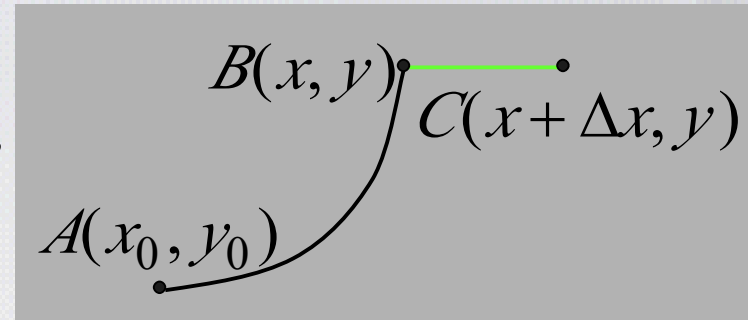 B(x, y)
C(x + Δx, y)
A(x₀, y₀)